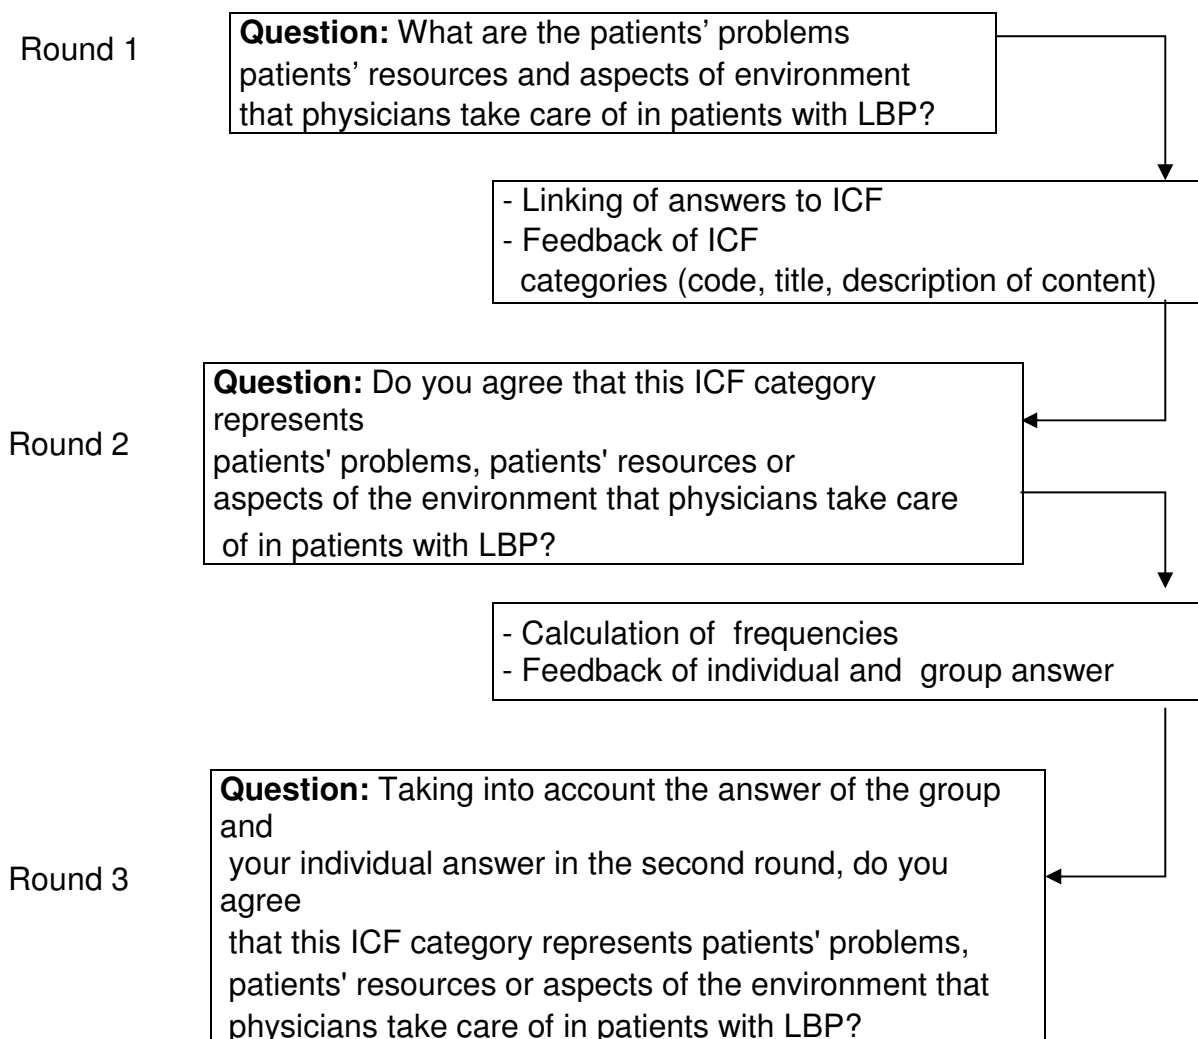 Round 1
Question: What are the patients' problems
patients' resources and aspects of environment
that physicians take care of in patients with LBP?
- Linking of answers to ICF
- Feedback of ICF
categories (code, title, description of content)
Round 2
Question: Do you agree that this ICF category
represents
patients' problems, patients' resources or
aspects of the environment that physicians take care
of in patients with LBP?
- Calculation of frequencies
- Feedback of individual and group answer
Round 3
Question: Taking into account the answer of the group
and
your individual answer in the second round, do you
agree
that this ICF category represents patients' problems,
patients' resources or aspects of the environment that
physicians take care of in patients with LBP?